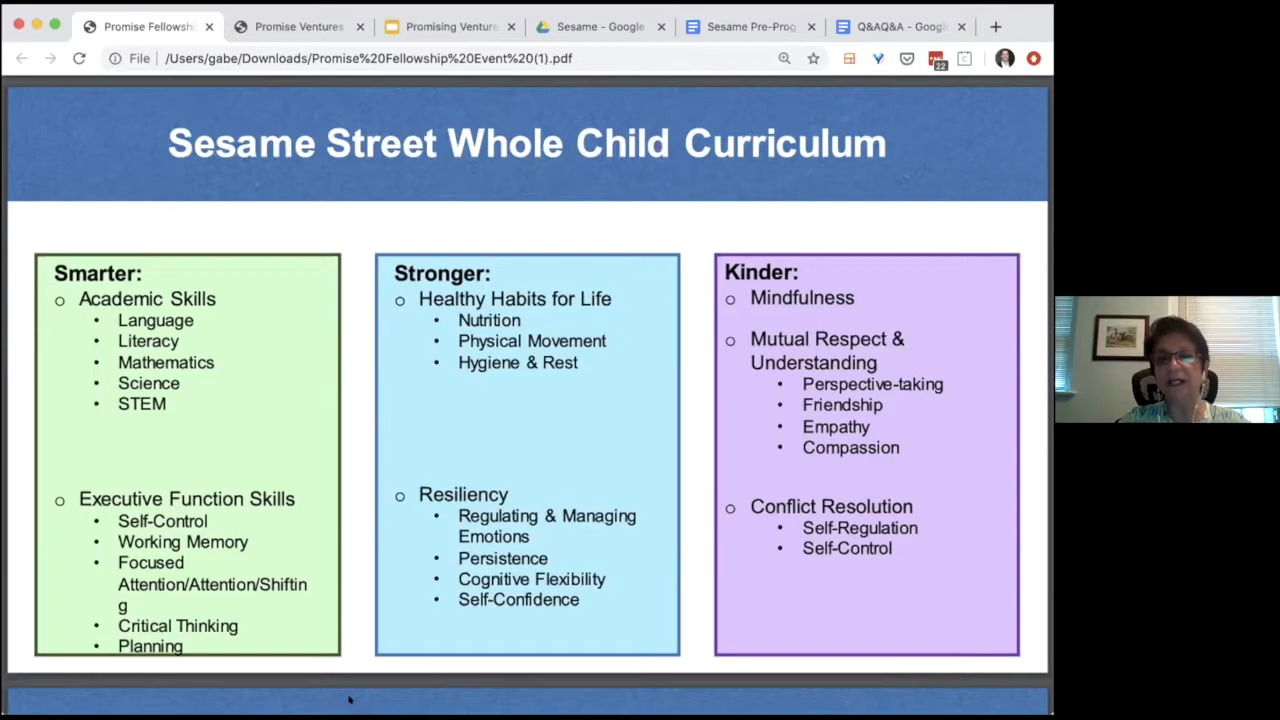 Promise Fellowshi
Promise Ventures
Promising Venture
Sesame - Google
Sesame Pre-Prog
Q&AQ&A - Google
File
/Users/gabe/Downloads/Promise%20Fellowship%20Event%20(1).pdf
22
Sesame Street Whole Child Curriculum
Smarter:
Academic Skills
Language
Literacy
Mathematics
Science
STEM
Executive Function Skills
Self-Control
Working Memory
Focused
Attention/Attention/Shiftin
g
Critical Thinking
Planning
Stronger:
Healthy Habits for Life
Nutrition
Physical Movement
Hygiene & Rest
Resiliency
Regulating & Managing
Emotions
Persistence
Cognitive Flexibility
Self-Confidence
Kinder:
Mindfulness
Mutual Respect &
Understanding
Perspective-taking
Friendship
Empathy
Compassion
Conflict Resolution
Self-Regulation
Self-Control